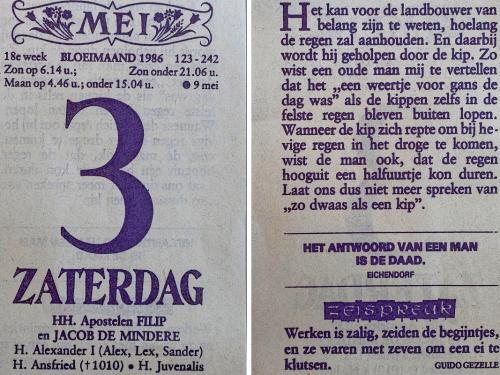 MEI
18e week BLOEIMAAND 1986 123 - 242
Zon op 6.14 u.; Zon onder 21.06 u.
Maan op 4.46 u.; onder 15.04 u. ● 9 mei
3
ZATERDAG
HH. Apostelen FILIP
en JACOB DE MINDERE
H. Alexander I (Alex, Lex, Sander)
H. Ansfried (†1010) • H. Juvenalis
Het kan voor de landbouwer van
belang zijn te weten, hoelang
de regen zal aanhouden. En daarbij
wordt hij geholpen door de kip. Zo
wist een oude man mij te vertellen
dat het „een weertje voor gans de
dag was” als de kippen zelfs in de
felste regen bleven buiten lopen.
Wanneer de kip zich repte om bij he-
vige regen in het droge te komen,
wist de man ook, dat de regen
hooguit een halfuurtje kon duren.
Laat ons dus niet meer spreken van
„zo dwaas als een kip”.
HET ANTWOORD VAN EEN MAN
IS DE DAAD.
EICHENDORF
zeispreuk
Werken is zalig, zeiden de begijntjes,
en ze waren met zeven om een ei te
klutsen. GUIDO GEZELLE